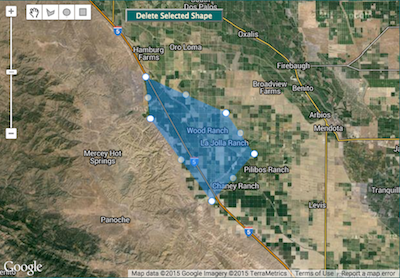 Dos Palos
Delete Selected Shape
Oxalis
Hamburg
Farms
Oro Loma
Firebaugh
Broadview
Farms
Benito
Arbios
Mendota
Wood Ranch
La Jolla Ranch
Mercey Hot
Springs
Pilibos Ranch
Chaney Ranch
Tranquill
Levis
Panoche
5
5
Google
Map data ©2015 Google Imagery ©2015 TerraMetrics
Terms of Use
Report a map error